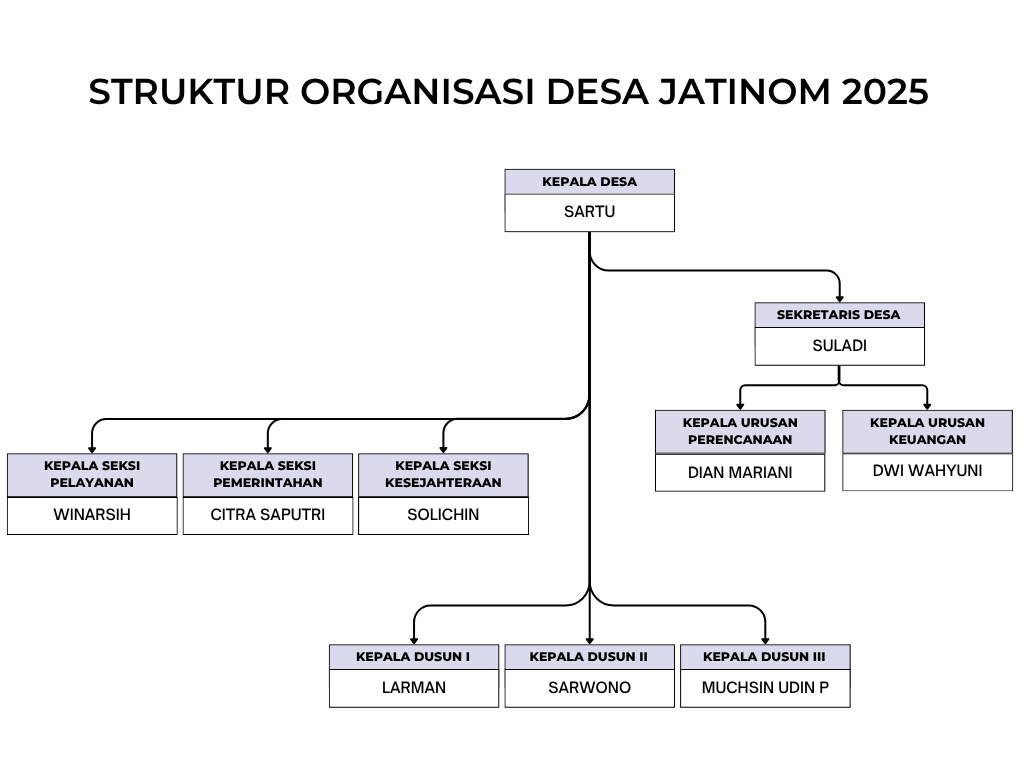 STRUKTUR ORGANISASI DESA JATINOM 2025
KEPALA DESA
SARTU
SEKRETARIS DESA
SULADI
KEPALA URUSAN
PERENCANAAN
DIAN MARIANI
KEPALA URUSAN
KEUANGAN
DWI WAHYUNI
KEPALA SEKSI
PELAYANAN
WINARSIH
KEPALA SEKSI
PEMERINTAHAN
CITRA SAPUTRI
KEPALA SEKSI
KESEJAHTERAAN
SOLICHIN
KEPALA DUSUN I
LARMAN
KEPALA DUSUN II
SARWONO
KEPALA DUSUN III
MUCHSIN UDIN P